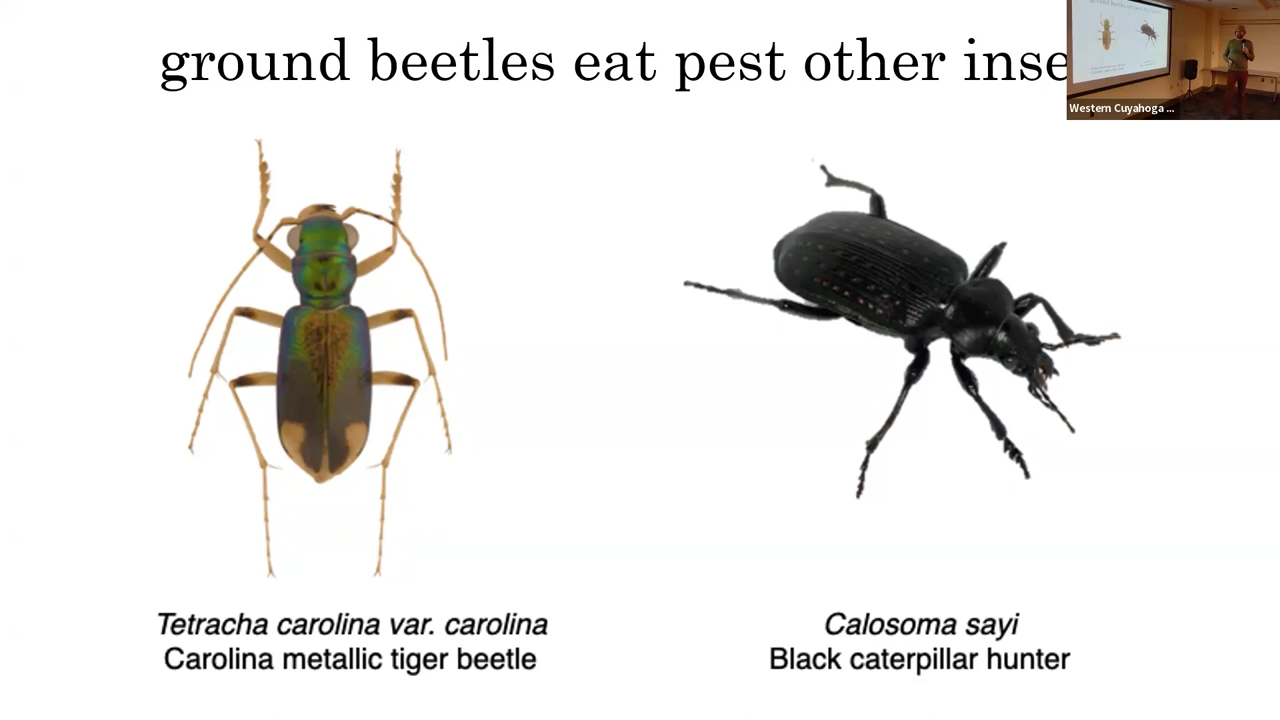 ground beetles eat pest other inse
Western Cuyahoga ...
Tetracha carolina var. carolina
Carolina metallic tiger beetle
Calosoma sayi
Black caterpillar hunter